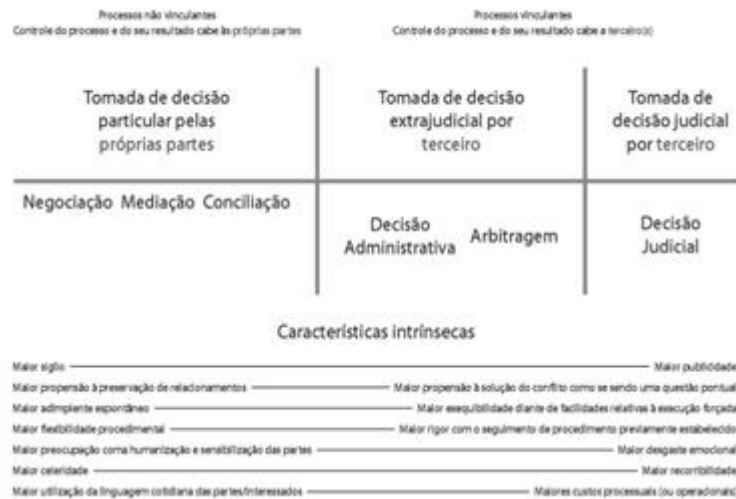 Processos não vinculantes
Controle do processo e do seu resultado cabe às próprias partes
Processos vinculantes
Controle do processo e do seu resultado cabe a terceiro(s)
Tomada de decisão
particular pelas
próprias partes
Tomada de decisão
extrajudicial por
terceiro
Tomada de
decisão judicial
por terceiro
Negociação Mediação Conciliação
Decisão
Administrativa
Arbitragem
Decisão
Judicial
Características intrínsecas
Maior sigilo
Maior publicidade
Maior propensão à preservação de relacionamentos
Maior propensão à solução do conflito como se sendo uma questão pontual
Maior adimplente espontâneo
Maior exequibilidade diante de facilidades relativas à execução forçada
Maior flexibilidade procedimental
Maior rigor com o seguimento de procedimento previamente estabelecido
Maior preocupação coma humanização e sensibilização das partes
Maior desgaste emocional
Maior celeridade
Maior recorribilidade
Maior utilização da linguagem cotidiana das partes/interessados
Maiores custos processuais (ou operacionais)